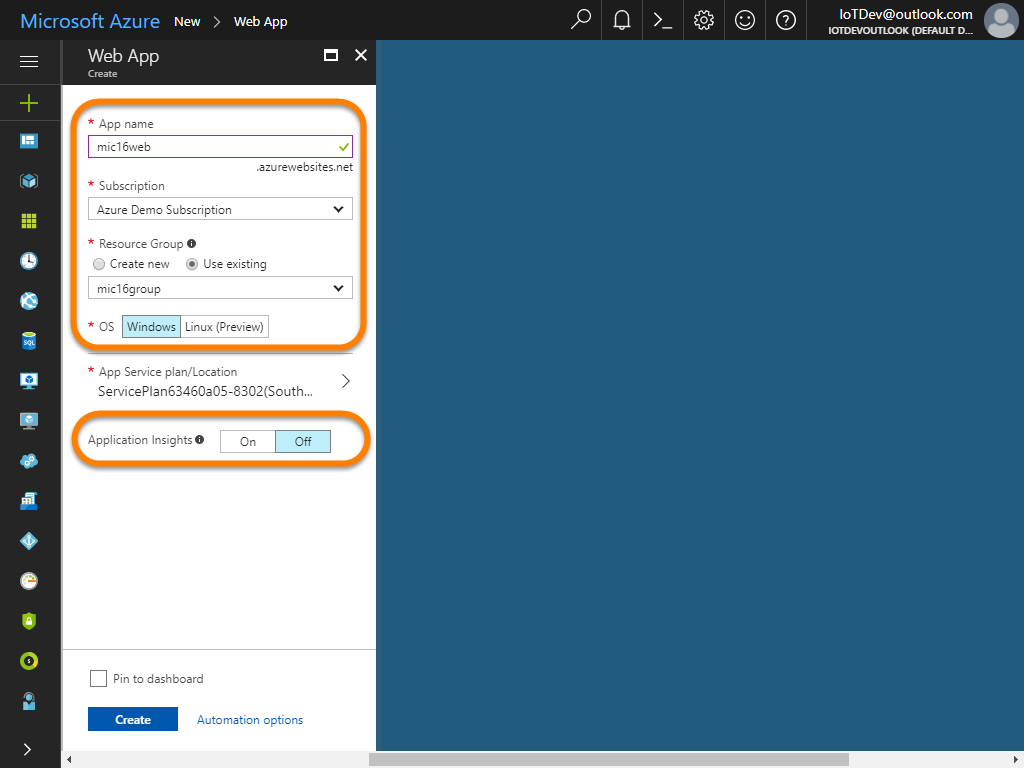 Microsoft Azure New > Web App
IoTDev@outlook.com
IOTDEVOUTLOOK (DEFAULT D...
Web App
Create
* App name
mic16web
.azurewebsites.net
* Subscription
Azure Demo Subscription
* Resource Group
Create new Use existing
mic16group
* OS Windows Linux (Preview)
* App Service plan/Location
ServicePlan63460a05-8302(South...
Application Insights On Off
Pin to dashboard
Create Automation options